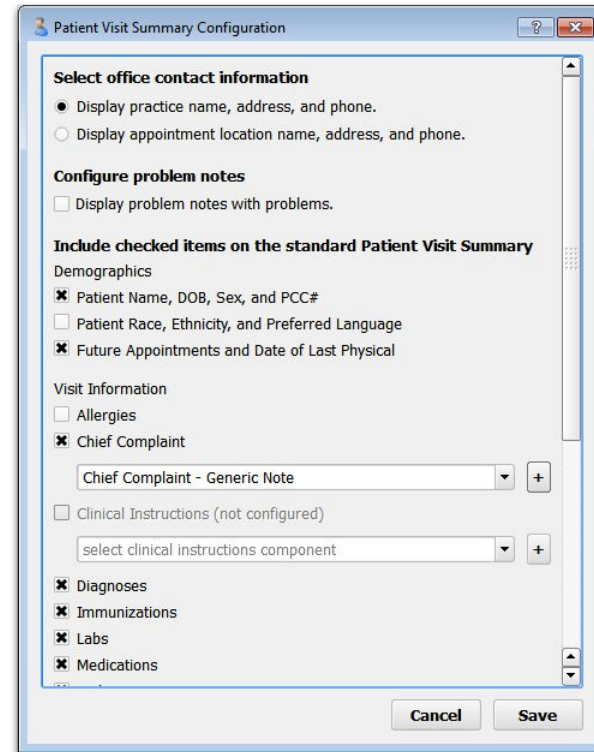 Patient Visit Summary Configuration
Select office contact information
Display practice name, address, and phone.
Display appointment location name, address, and phone.
Configure problem notes
Display problem notes with problems.
Include checked items on the standard Patient Visit Summary
Demographics
Patient Name, DOB, Sex, and PCC#
Patient Race, Ethnicity, and Preferred Language
Future Appointments and Date of Last Physical
Visit Information
Allergies
Chief Complaint
Chief Complaint - Generic Note
+
Clinical Instructions (not configured)
select clinical instructions component
+
Diagnoses
Immunizations
Labs
Medications
Cancel
Save